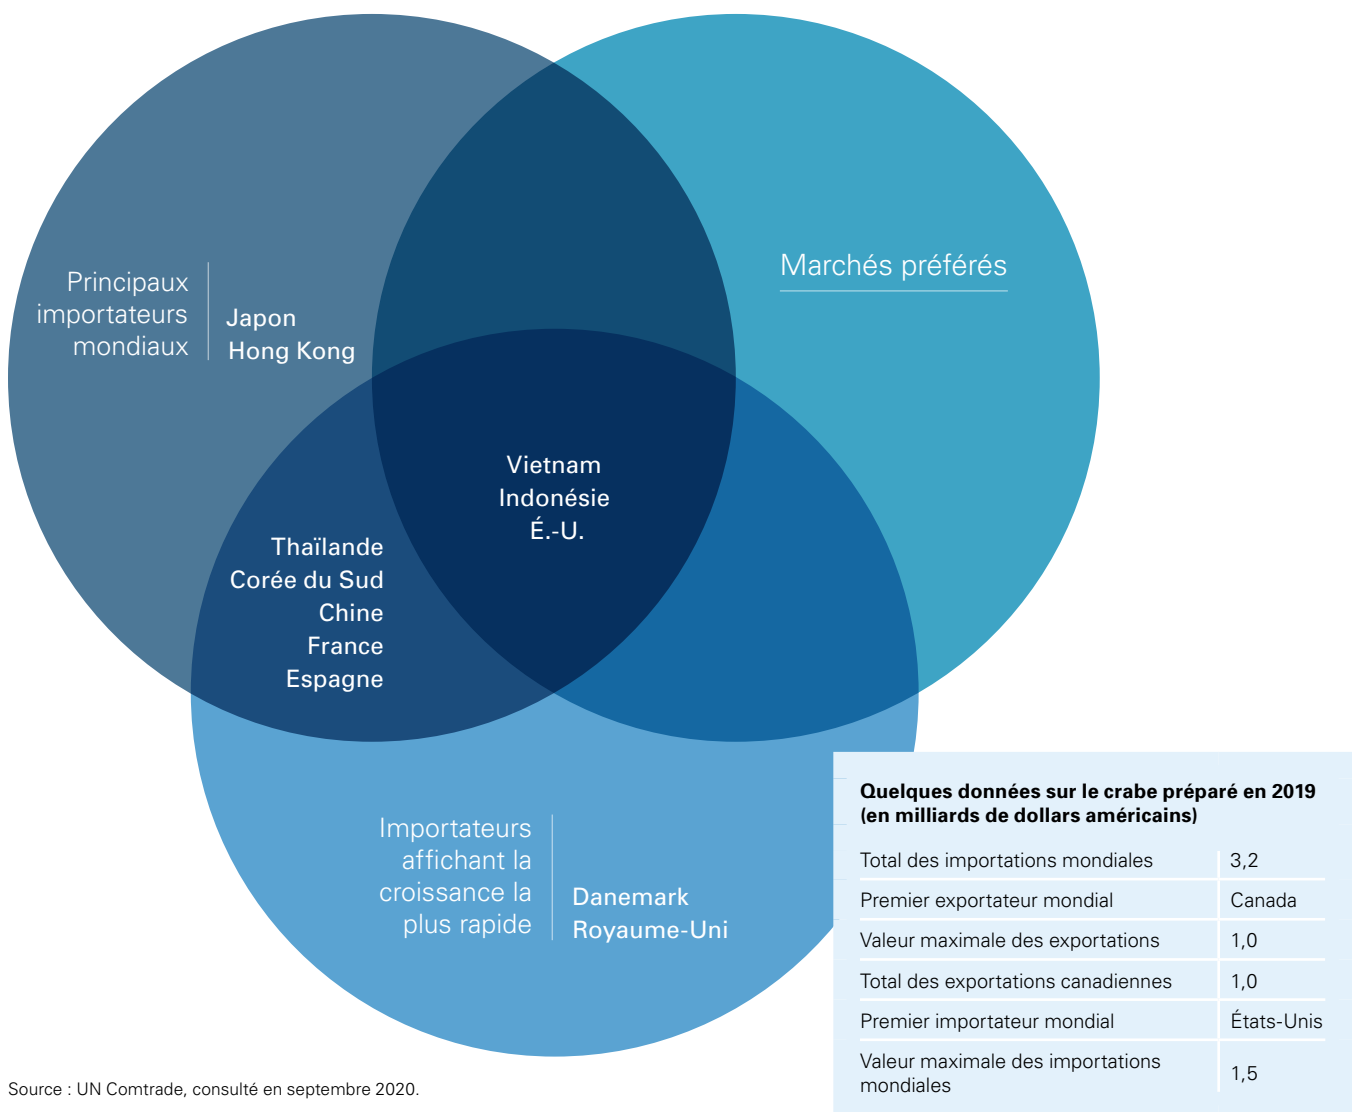 Marchés préférés
Principaux
importateurs
mondiaux
Japon
Hong Kong
Vietnam
Indonésie
É.-U.
Thaïlande
Corée du Sud
Chine
France
Espagne
Importateurs
affichant la
croissance la
plus rapide
Danemark
Royaume-Uni
Quelques données sur le crabe préparé en 2019
(en milliards de dollars américains)
Total des importations mondiales 3,2
Premier exportateur mondial Canada
Valeur maximale des exportations 1,0
Total des exportations canadiennes 1,0
Premier importateur mondial États-Unis
Valeur maximale des importations
mondiales 1,5
Source : UN Comtrade, consulté en septembre 2020.